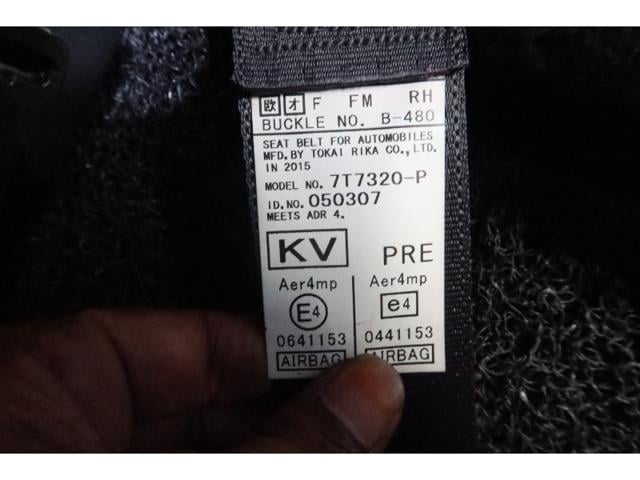 欧 オ F FM RH
BUCKLE NO. B-480
SEAT BELT FOR AUTOMOBILES
MFD.BY TOKAI RIKA CO.,LTD.
IN 2015
MODEL NO. 7T7320-P
ID.NO. 050307
MEETS ADR 4.
KV PRE
Aer4mp Aer4mp
E4 e4
0641153 0441153
AIRBAG AIRBAG